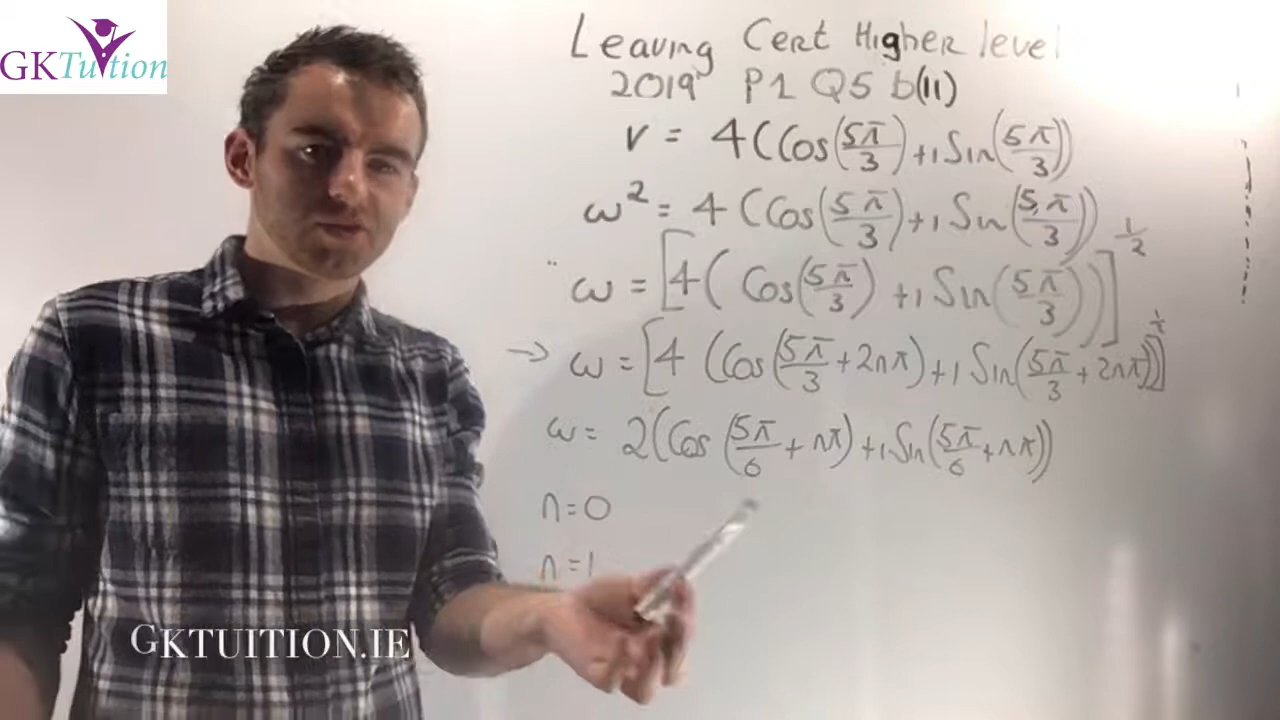 GKTuition
Leaving Cert Higher level
2019 P1 Q5 b(ii)
v = 4(Cos(5π/3) + i Sin(5π/3))
ω² = 4(Cos(5π/3) + i Sin(5π/3))
ω = [4(Cos(5π/3) + i Sin(5π/3))]^1/2
→ ω = [4(Cos(5π/3 + 2nπ) + i Sin(5π/3 + 2nπ))]^1/2
ω = 2(Cos(5π/6 + nπ) + i Sin(5π/6 + nπ))
n = 0
n = 1
GKTUITION.IE